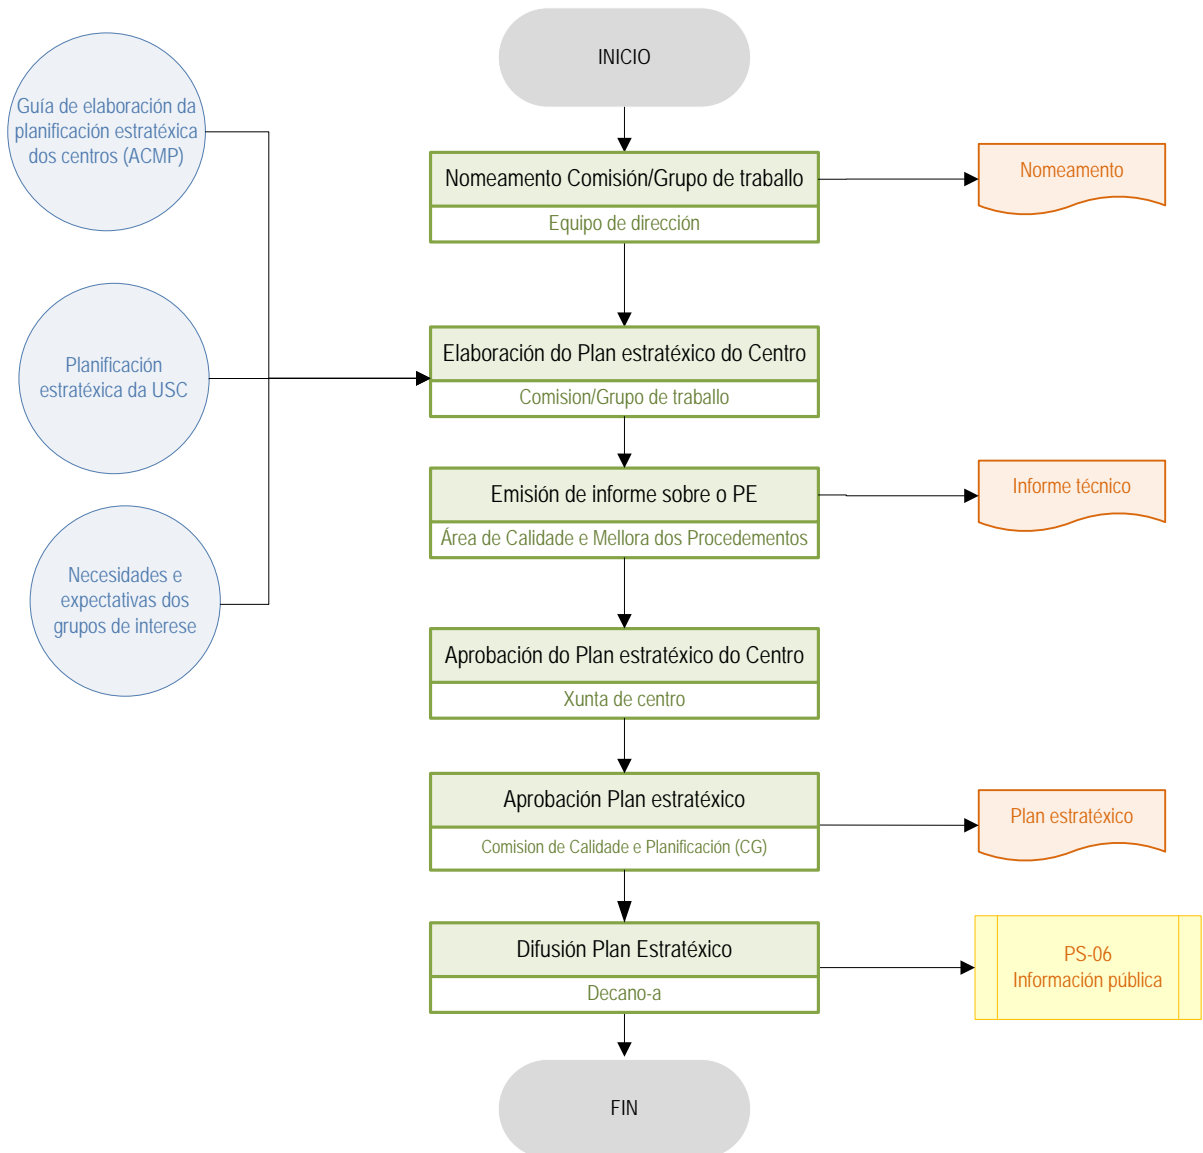 INICIO
Guía de elaboración da
planificación estratéxica
dos centros (ACMP)
Nomeamento Comisión/Grupo de traballo
Equipo de dirección
Nomeamento
Planificación
estratéxica da USC
Elaboración do Plan estratéxico do Centro
Comision/Grupo de traballo
Emisión de informe sobre o PE
Área de Calidade e Mellora dos Procedementos
Informe técnico
Necesidades e
expectativas dos
grupos de interese
Aprobación do Plan estratéxico do Centro
Xunta de centro
Aprobación Plan estratéxico
Comision de Calidade e Planificación (CG)
Plan estratéxico
Difusión Plan Estratéxico
Decano-a
PS-06
Información pública
FIN